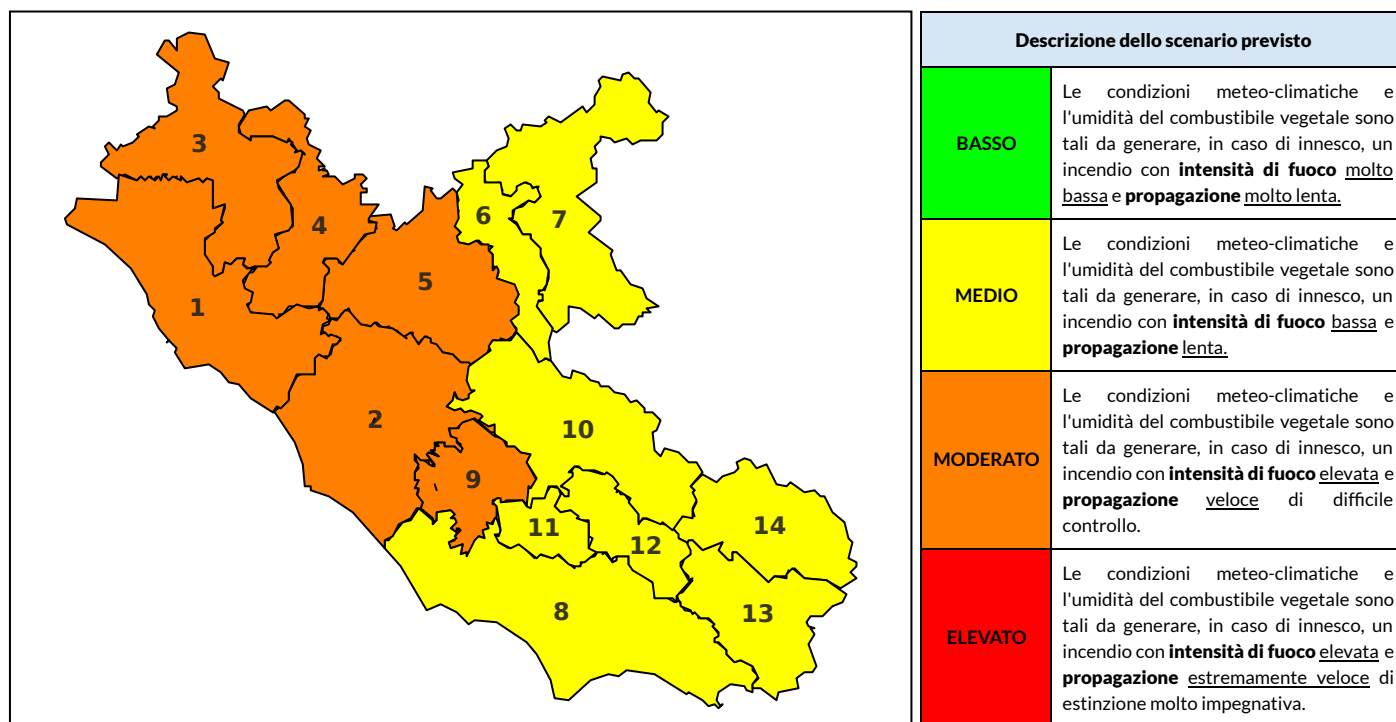 3
4
6
7
5
1
2
10
9
11
14
12
8
13
Descrizione dello scenario previsto
BASSO
Le condizioni meteo-climatiche e
l'umidità del combustibile vegetale sono
tali da generare, in caso di innesco, un
incendio con intensità di fuoco molto
bassa e propagazione molto lenta.
MEDIO
Le condizioni meteo-climatiche e
l'umidità del combustibile vegetale sono
tali da generare, in caso di innesco, un
incendio con intensità di fuoco bassa e
propagazione lenta.
MODERATO
Le condizioni meteo-climatiche e
l'umidità del combustibile vegetale sono
tali da generare, in caso di innesco, un
incendio con intensità di fuoco elevata e
propagazione veloce di difficile
controllo.
ELEVATO
Le condizioni meteo-climatiche e
l'umidità del combustibile vegetale sono
tali da generare, in caso di innesco, un
incendio con intensità di fuoco elevata e
propagazione estremamente veloce di
estinzione molto impegnativa.